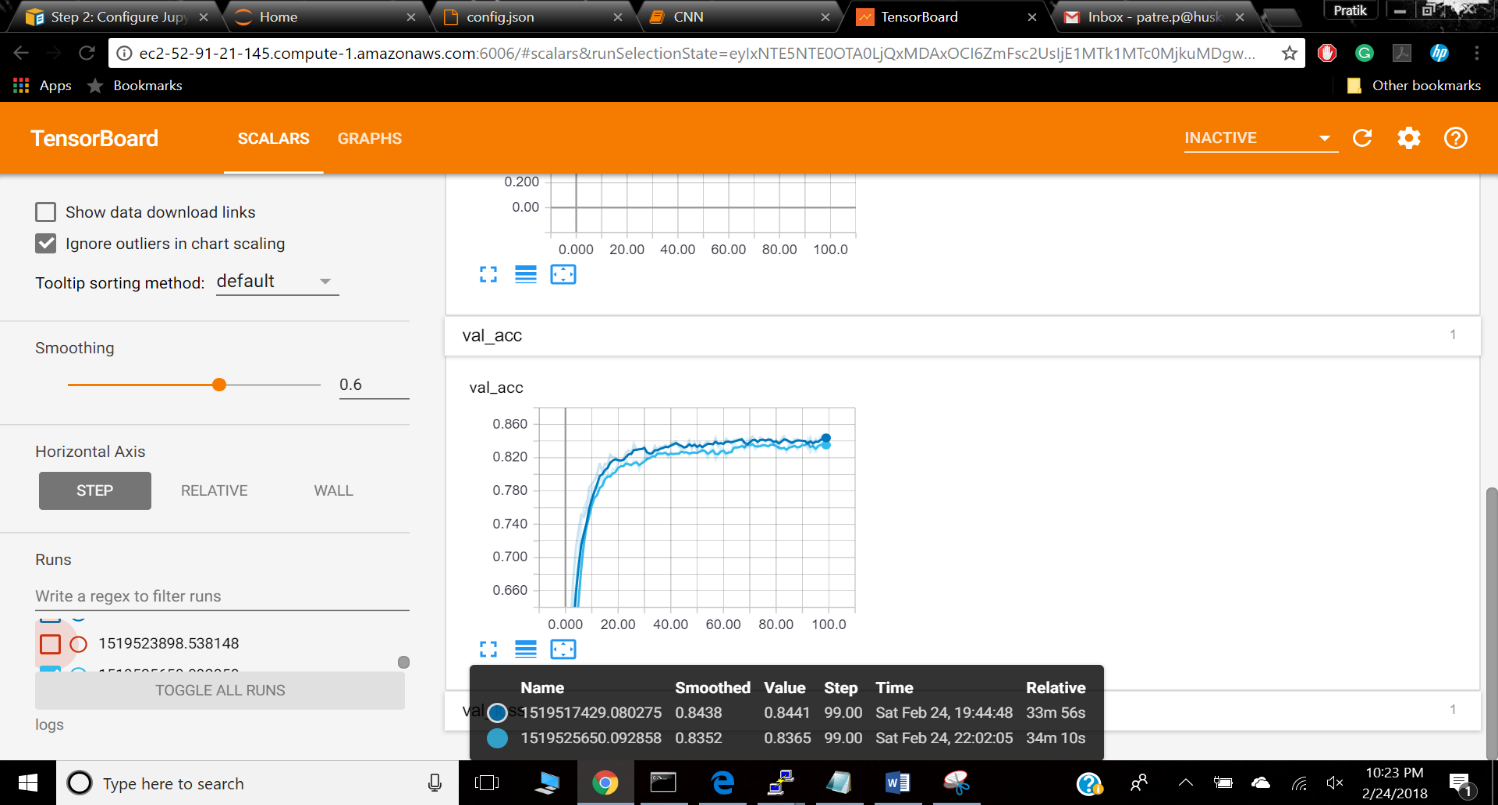 Step 2: Configure Jupy
Home
config.json
CNN
TensorBoard
Inbox - patre.p@husk
Pratik
ec2-52-91-21-145.compute-1.amazonaws.com:6006/#scalars&runSelectionState=eyIxNTE5NTE0OTA0LjQxMDAxOCI6ZmFsc2UsIjE1MTk1MTc0MjkuMDgw...
Apps
Bookmarks
Other bookmarks
TensorBoard
SCALARS
GRAPHS
INACTIVE
Show data download links
Ignore outliers in chart scaling
Tooltip sorting method: default
Smoothing
0.6
Horizontal Axis
STEP RELATIVE WALL
Runs
Write a regex to filter runs
1519523898.538148
TOGGLE ALL RUNS
logs
0.200
0.00
0.000 20.00 40.00 60.00 80.00 100.0
val_acc 1
val_acc
0.860
0.820
0.780
0.740
0.700
0.660
0.000 20.00 40.00 60.00 80.00 100.0
1
Name Smoothed Value Step Time Relative
1519517429.080275 0.8438 0.8441 99.00 Sat Feb 24, 19:44:48 33m 56s
1519525650.092858 0.8352 0.8365 99.00 Sat Feb 24, 22:02:05 34m 10s
Type here to search
10:23 PM
2/24/2018
1